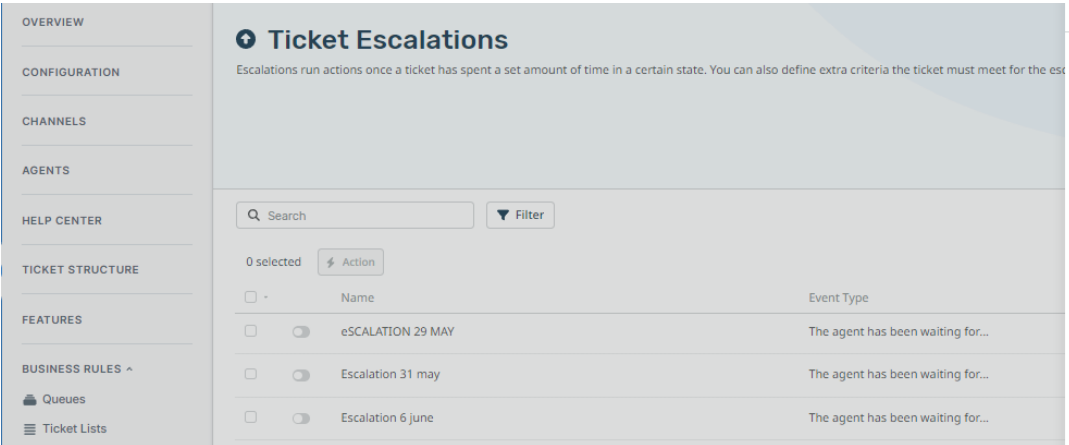 OVERVIEW
CONFIGURATION
CHANNELS
AGENTS
HELP CENTER
TICKET STRUCTURE
FEATURES
BUSINESS RULES
Queues
Ticket Lists
Ticket Escalations
Escalations run actions once a ticket has spent a set amount of time in a certain state. You can also define extra criteria the ticket must meet for the
Search
Filter
0 selected
Action
Name Event Type
eSCALATION 29 MAY The agent has been waiting for...
Escalation 31 may The agent has been waiting for...
Escalation 6 june The agent has been waiting for...